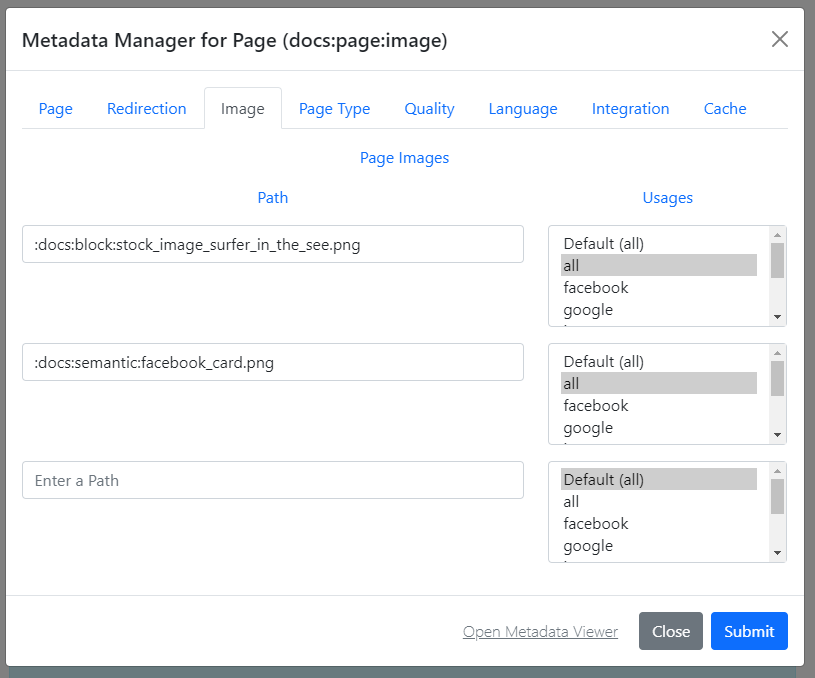 Metadata Manager for Page (docs:page:image)
Page Redirection Image Page Type Quality Language Integration Cache
Page Images
Path Usages
:docs:block:stock_image_surfer_in_the_see.png
Default (all)
all
facebook
google
:docs:semantic:facebook_card.png
Default (all)
all
facebook
google
Enter a Path
Default (all)
all
facebook
google
Open Metadata Viewer Close Submit